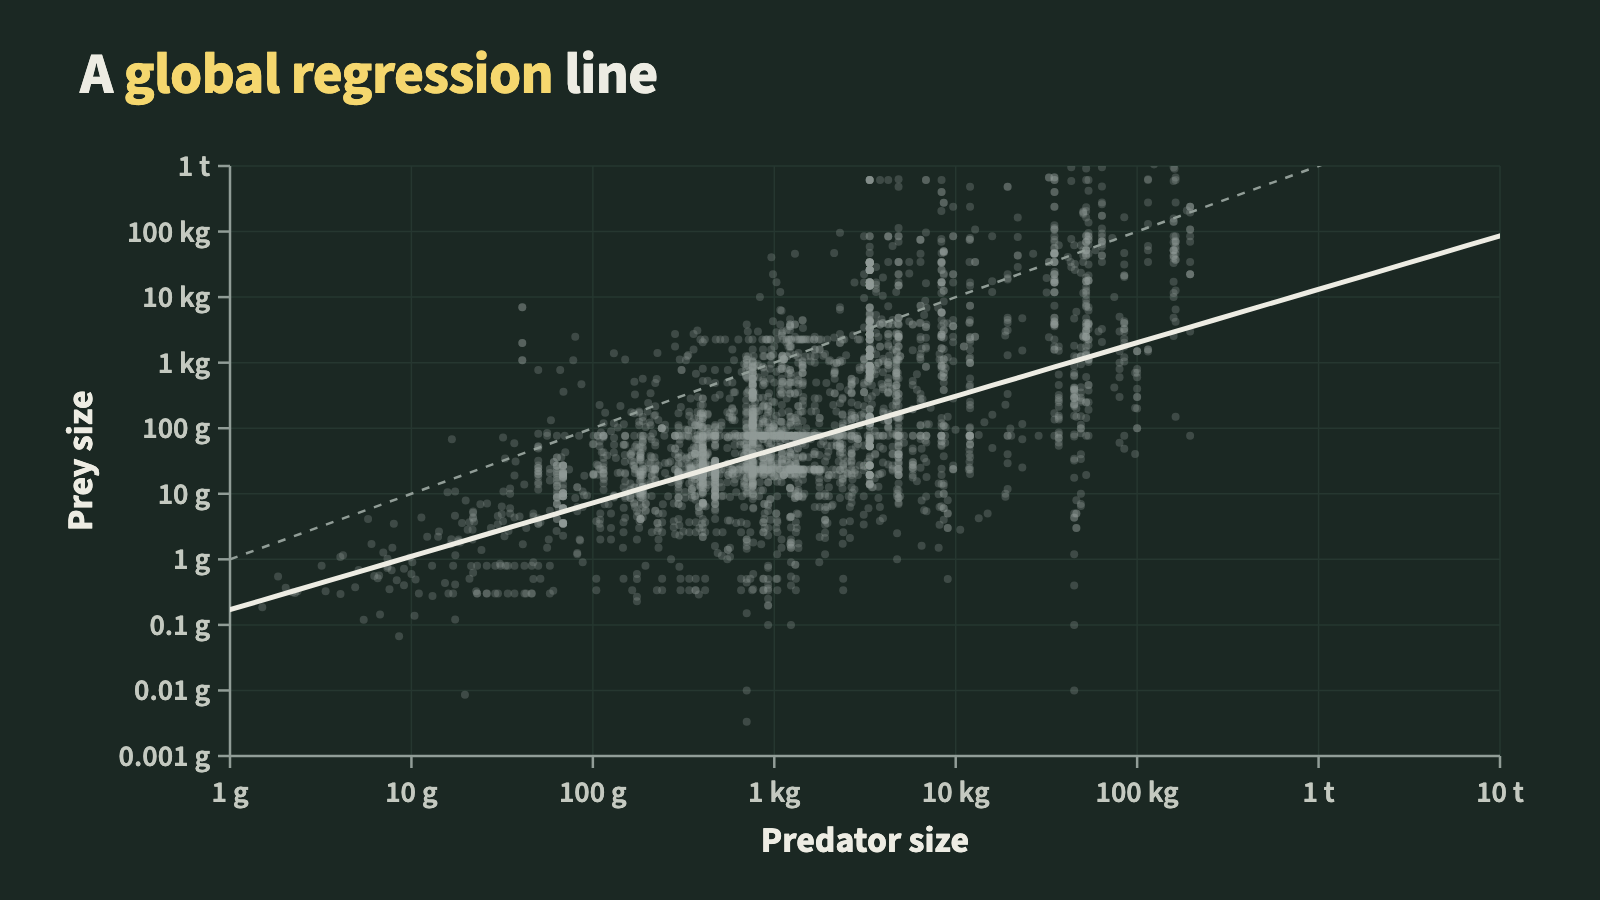 A global regression line
1 t
100 kg
10 kg
1 kg
100 g
10 g
1 g
0.1 g
0.01 g
0.001 g
Prey size
1 g
10 g
100 g
1 kg
10 kg
100 kg
1 t
10 t
Predator size